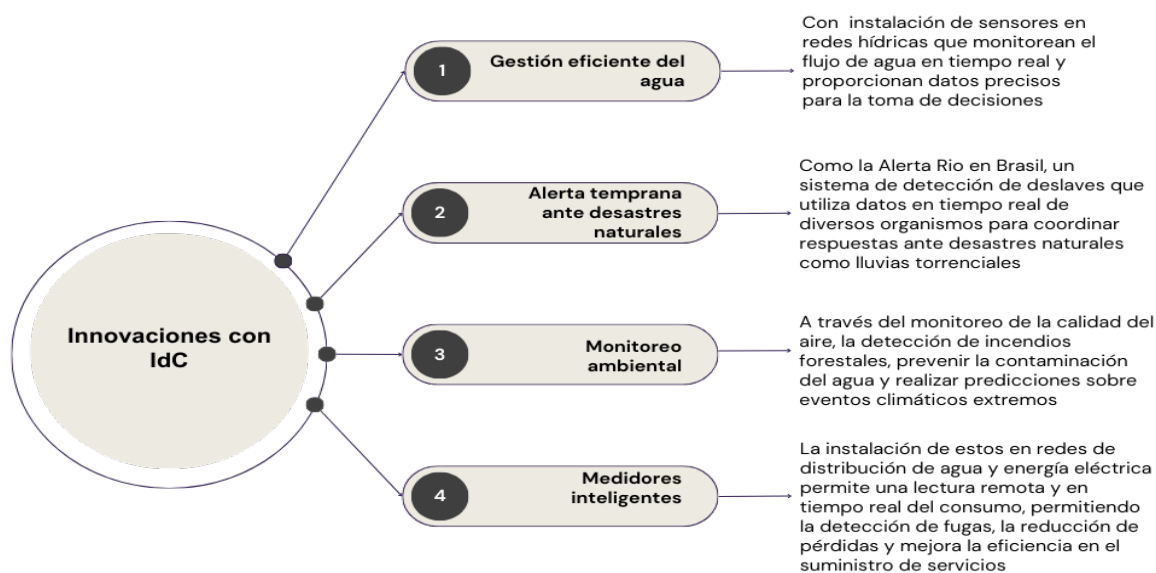 Innovaciones con
IdC
1
Gestión eficiente del
agua
Con instalación de sensores en
redes hídricas que monitorean el
flujo de agua en tiempo real y
proporcionan datos precisos
para la toma de decisiones
2
Alerta temprana
ante desastres
naturales
Como la Alerta Rio en Brasil, un
sistema de detección de deslaves que
utiliza datos en tiempo real de
diversos organismos para coordinar
respuestas ante desastres naturales
como lluvias torrenciales
3
Monitoreo
ambiental
A través del monitoreo de la calidad del
aire, la detección de incendios
forestales, prevenir la contaminación
del agua y realizar predicciones sobre
eventos climáticos extremos
4
Medidores
inteligentes
La instalación de estos en redes de
distribución de agua y energía eléctrica
permite una lectura remota y en
tiempo real del consumo, permitiendo
la detección de fugas, la reducción de
pérdidas y mejora la eficiencia en el
suministro de servicios